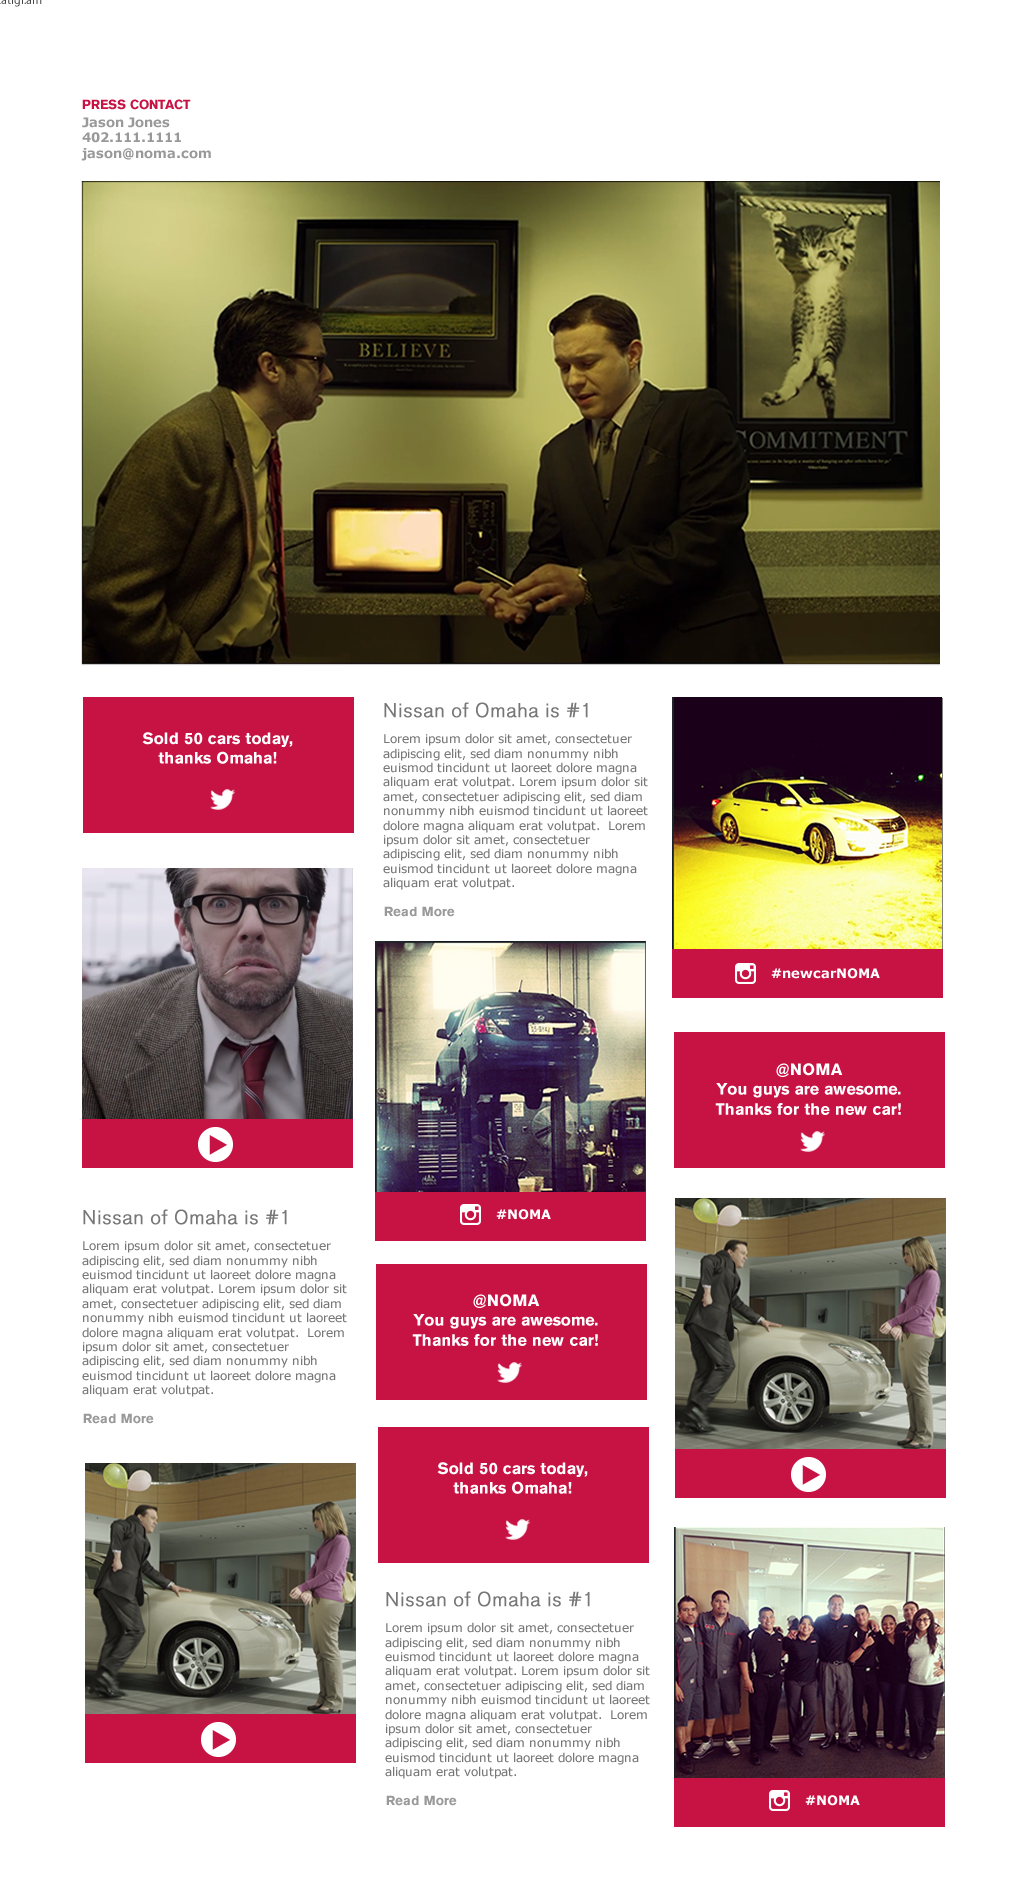 PRESS CONTACT
Jason Jones
402.111.1111
jason@noma.com
BELIEVE
COMMITMENT
Sold 50 cars today,
thanks Omaha!
Nissan of Omaha is #1
Lorem ipsum dolor sit amet, consectetuer
adipiscing elit, sed diam nonummy nibh
euismod tincidunt ut laoreet dolore magna
aliquam erat volutpat. Lorem ipsum dolor sit
amet, consectetuer adipiscing elit, sed diam
nonummy nibh euismod tincidunt ut laoreet
dolore magna aliquam erat volutpat.  Lorem
ipsum dolor sit amet, consectetuer
adipiscing elit, sed diam nonummy nibh
euismod tincidunt ut laoreet dolore magna
aliquam erat volutpat.
Read More
Nissan of Omaha is #1
Lorem ipsum dolor sit amet, consectetuer
adipiscing elit, sed diam nonummy nibh
euismod tincidunt ut laoreet dolore magna
aliquam erat volutpat. Lorem ipsum dolor sit
amet, consectetuer adipiscing elit, sed diam
nonummy nibh euismod tincidunt ut laoreet
dolore magna aliquam erat volutpat.  Lorem
ipsum dolor sit amet, consectetuer
adipiscing elit, sed diam nonummy nibh
euismod tincidunt ut laoreet dolore magna
aliquam erat volutpat.
Read More
#NOMA
@NOMA
You guys are awesome.
Thanks for the new car!
Sold 50 cars today,
thanks Omaha!
Nissan of Omaha is #1
Lorem ipsum dolor sit amet, consectetuer
adipiscing elit, sed diam nonummy nibh
euismod tincidunt ut laoreet dolore magna
aliquam erat volutpat. Lorem ipsum dolor sit
amet, consectetuer adipiscing elit, sed diam
nonummy nibh euismod tincidunt ut laoreet
dolore magna aliquam erat volutpat.  Lorem
ipsum dolor sit amet, consectetuer
adipiscing elit, sed diam nonummy nibh
euismod tincidunt ut laoreet dolore magna
aliquam erat volutpat.
Read More
#newcarNOMA
@NOMA
You guys are awesome.
Thanks for the new car!
#NOMA